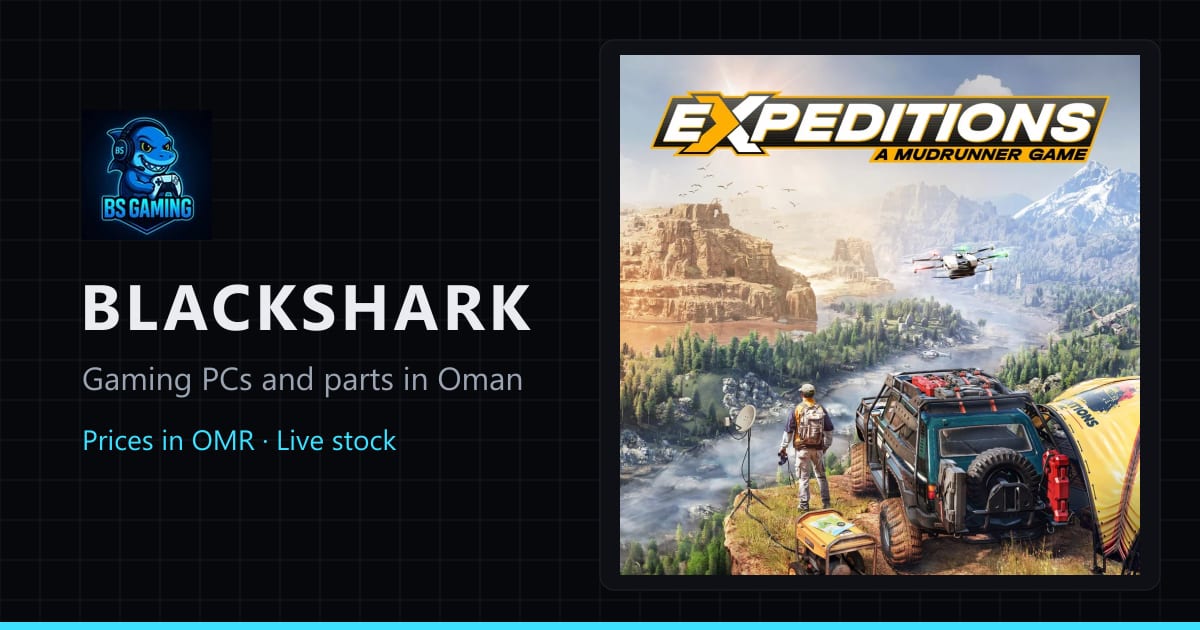 BS
BS GAMING
BLACKSHARK
Gaming PCs and parts in Oman
Prices in OMR · Live stock
EXPEDITIONS
A MUDRUNNER GAME